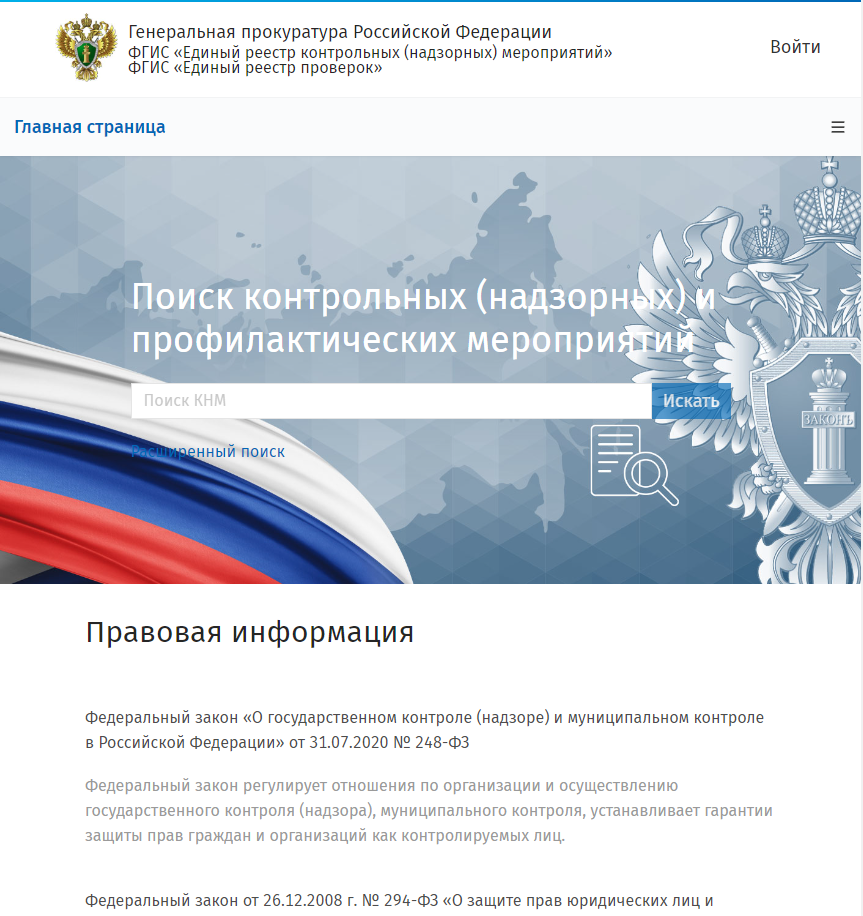 Генеральная прокуратура Российской Федерации
ФГИС «Единый реестр контрольных (надзорных) мероприятий»
ФГИС «Единый реестр проверок»
Войти
Главная страница
Поиск контрольных (надзорных) и
профилактических мероприятий
Поиск КНМ
Искать
Расширенный поиск
ЗАКОНЪ
Правовая информация
Федеральный закон «О государственном контроле (надзоре) и муниципальном контроле
в Российской Федерации» от 31.07.2020 № 248-ФЗ
Федеральный закон регулирует отношения по организации и осуществлению
государственного контроля (надзора), муниципального контроля, устанавливает гарантии
защиты прав граждан и организаций как контролируемых лиц.
Федеральный закон от 26.12.2008 г. № 294-ФЗ «О защите прав юридических лиц и